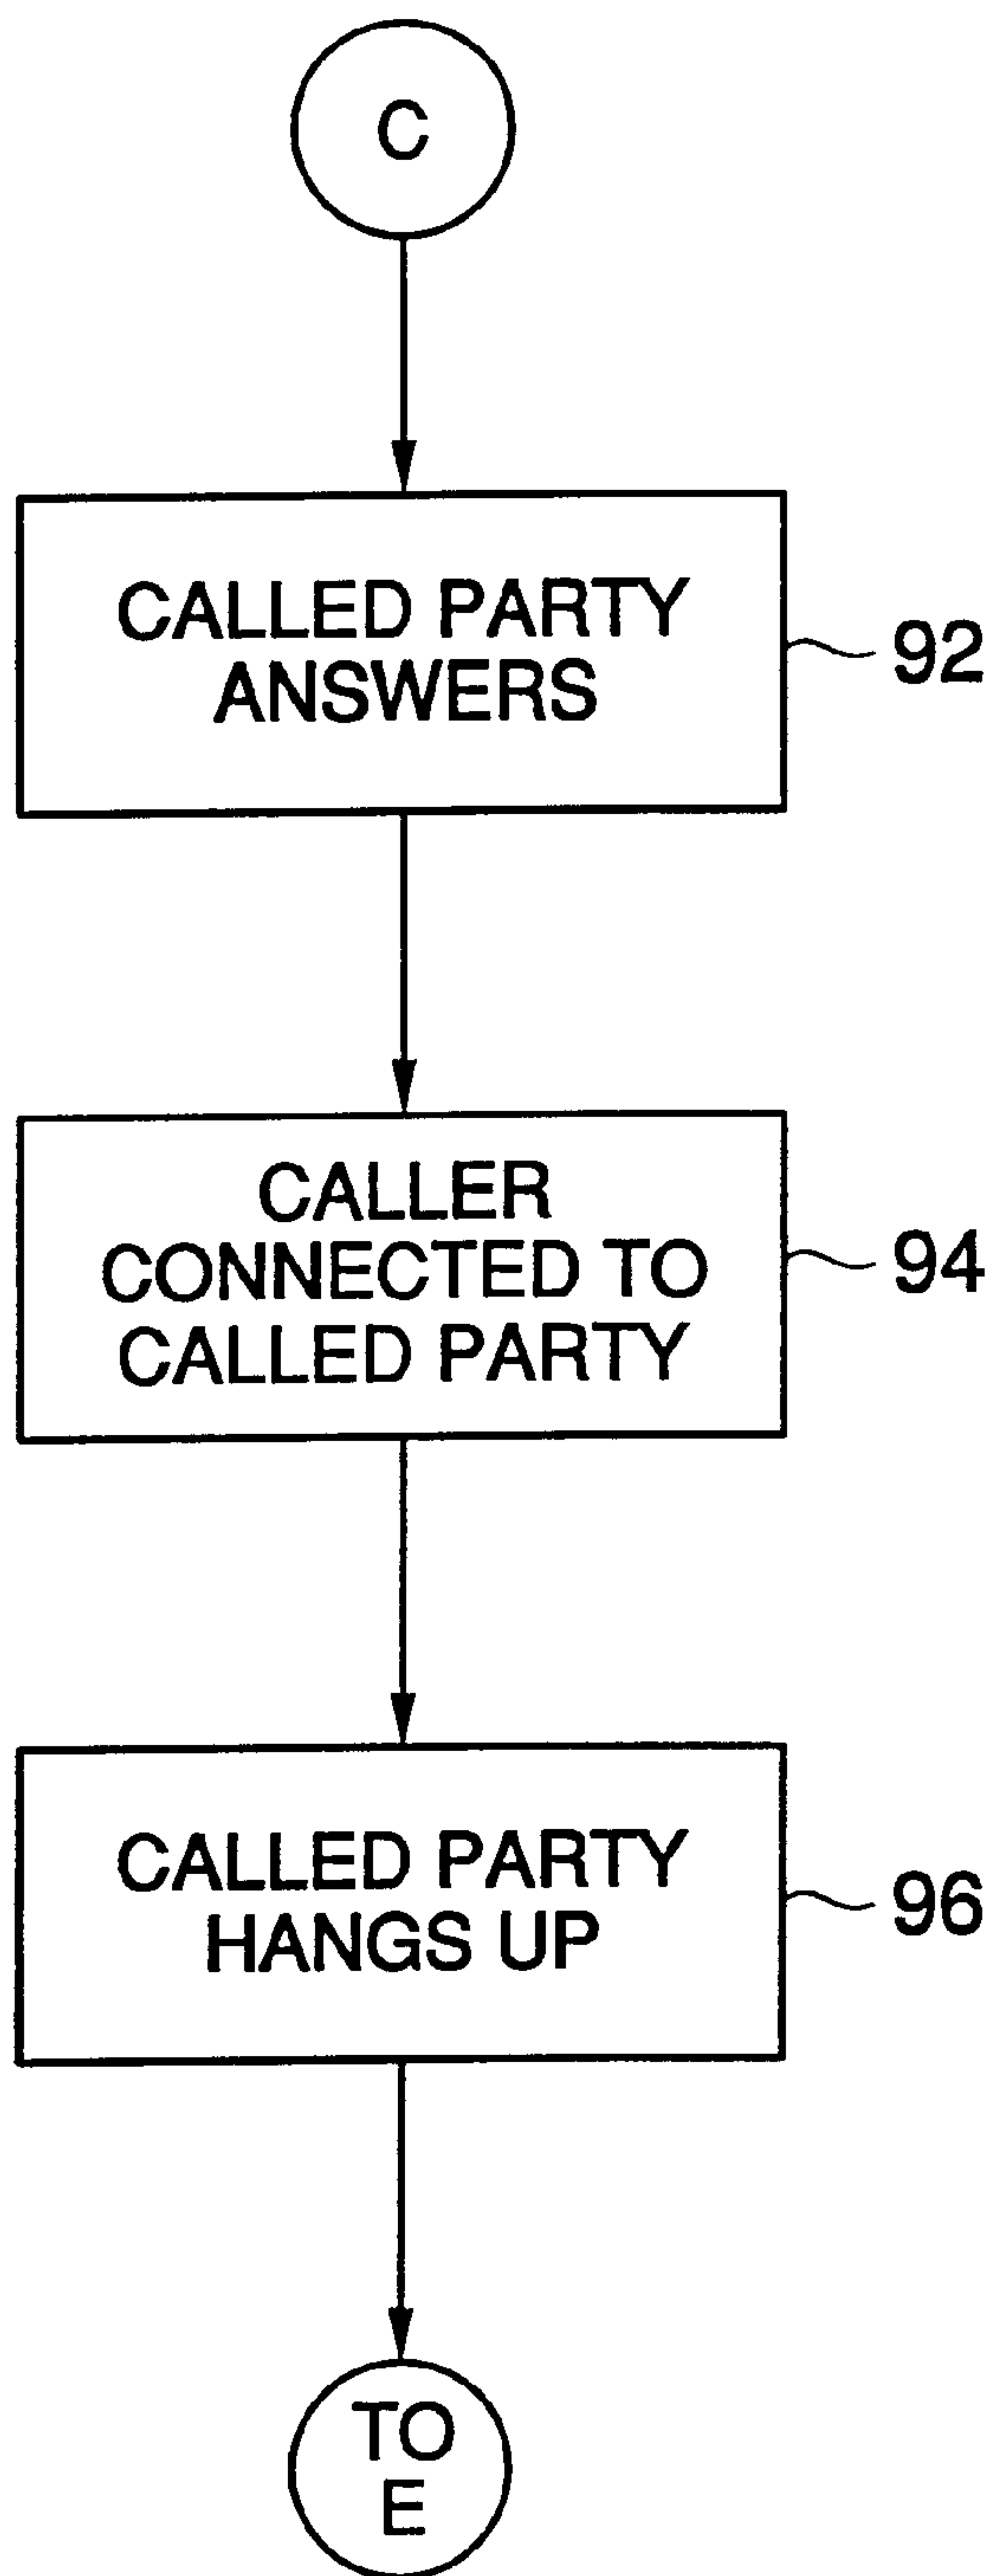 C
CALLED PARTY
ANSWERS
92
CALLER
CONNECTED TO
CALLED PARTY
94
CALLED PARTY
HANGS UP
96
TO
E